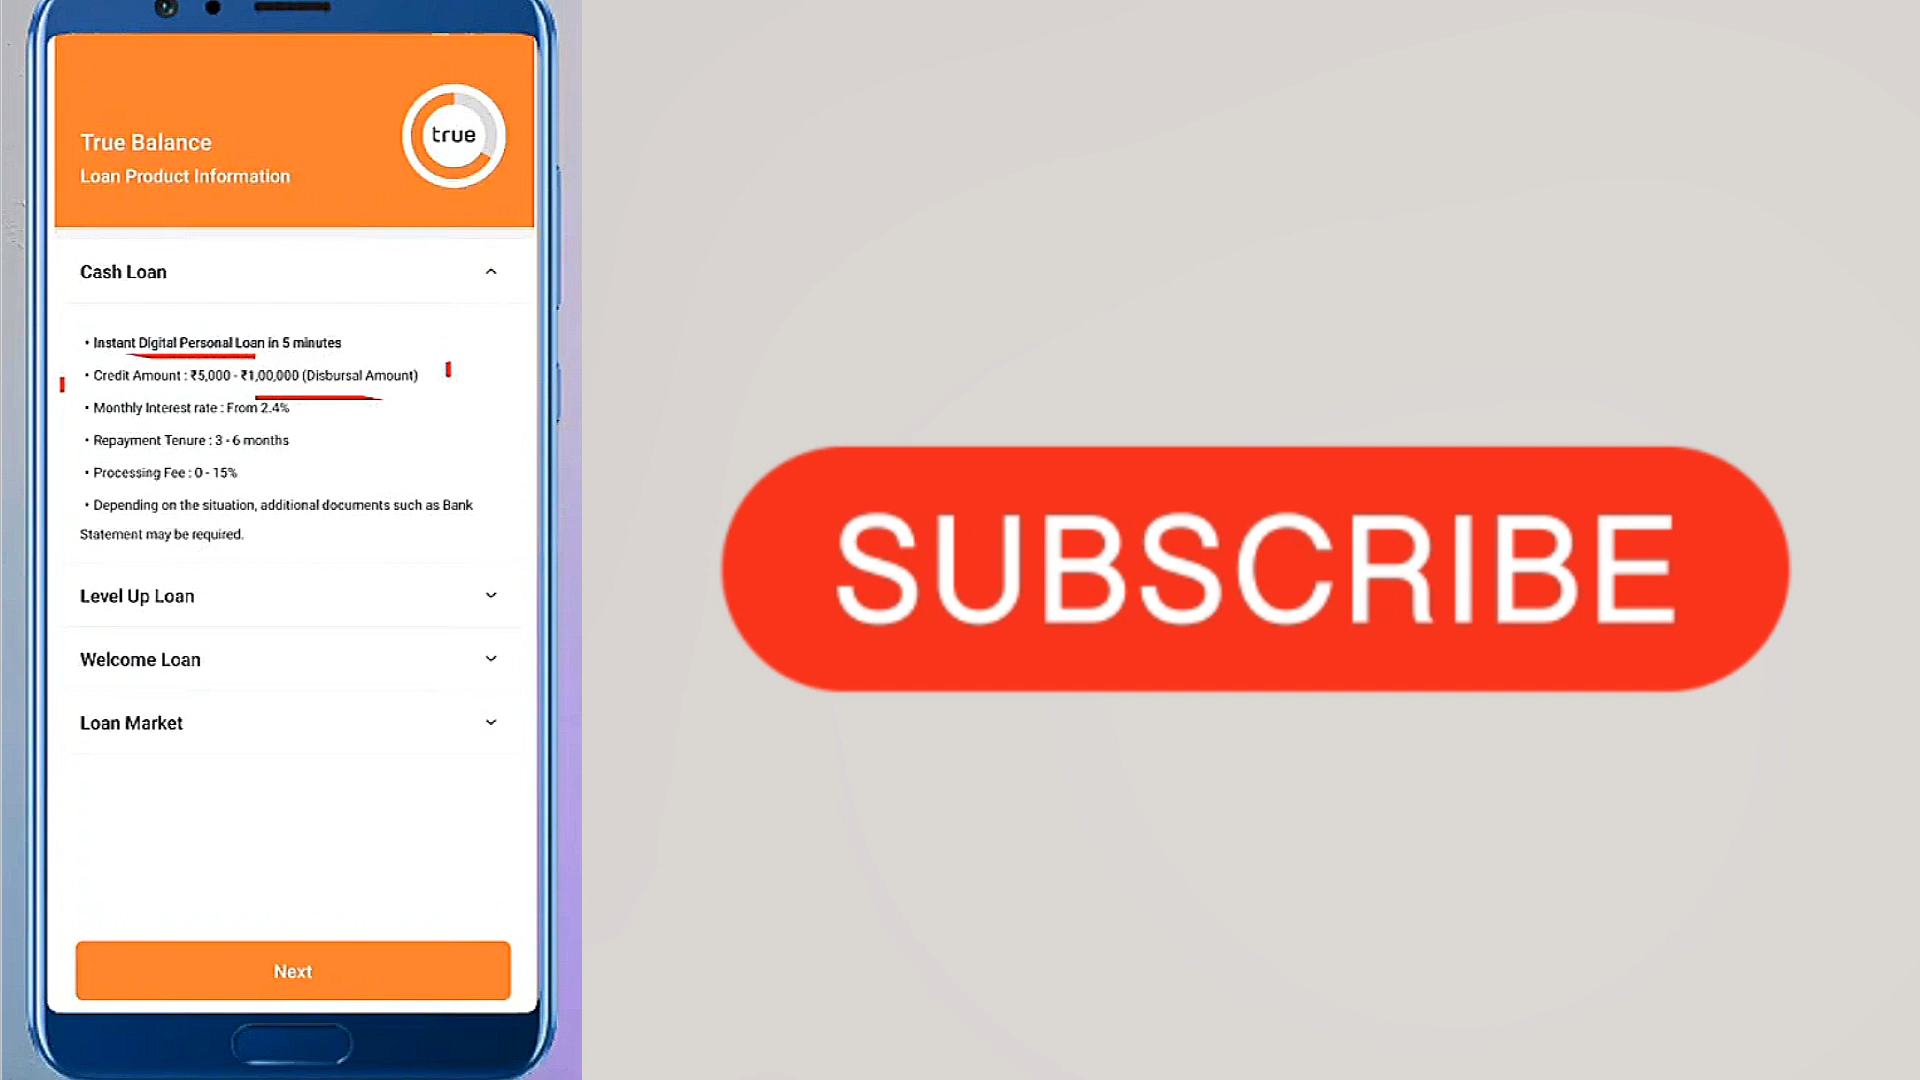 True Balance
Loan Product Information
true
Cash Loan
• Instant Digital Personal Loan in 5 minutes
• Credit Amount : ₹5,000 - ₹1,00,000 (Disbursal Amount)
• Monthly Interest rate : From 2.4%
• Repayment Tenure : 3 - 6 months
• Processing Fee : 0 - 15%
• Depending on the situation, additional documents such as Bank
Statement may be required.
Level Up Loan
Welcome Loan
Loan Market
Next
SUBSCRIBE